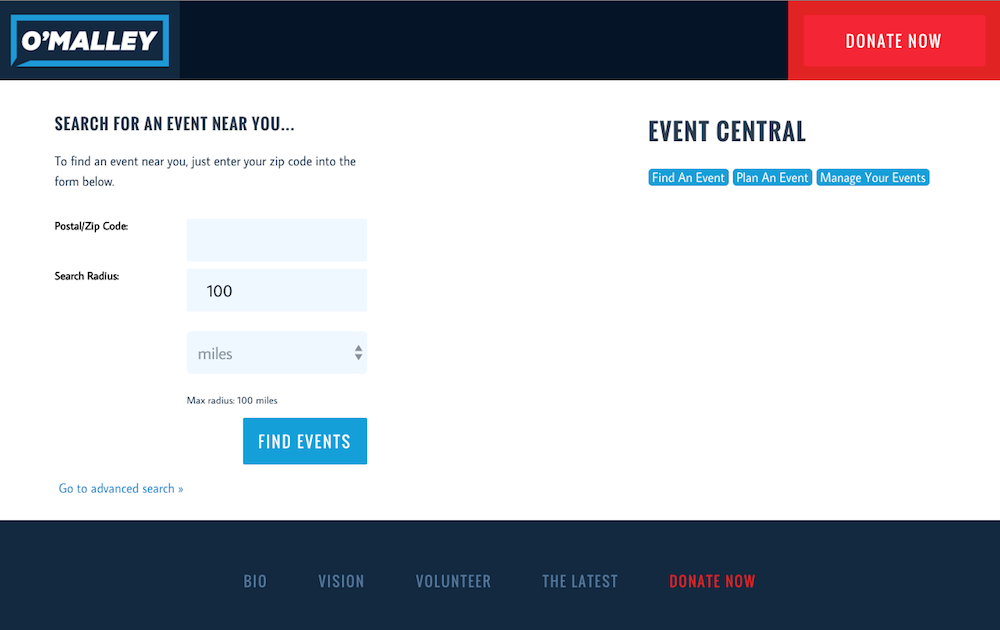 O'MALLEY
DONATE NOW
SEARCH FOR AN EVENT NEAR YOU...
To find an event near you, just enter your zip code into the
form below.
Postal/Zip Code:
Search Radius:
100
miles
Max radius: 100 miles
FIND EVENTS
Go to advanced search »
EVENT CENTRAL
Find An Event Plan An Event Manage Your Events
BIO VISION VOLUNTEER THE LATEST DONATE NOW